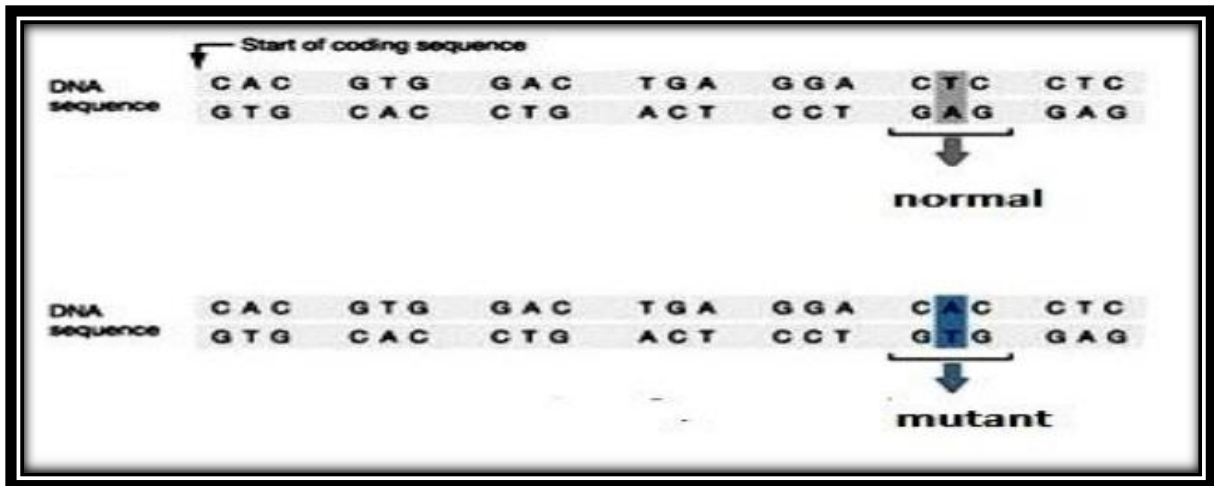 Start of coding sequence
DNA sequence
CAC GTG GAC TGA GGA CTC CTC
GTG CAC CTG ACT CCT GAG GAG
normal
DNA sequence
CAC GTG GAC TGA GGA CAC CTC
GTG CAC CTG ACT CCT GTG GAG
mutant